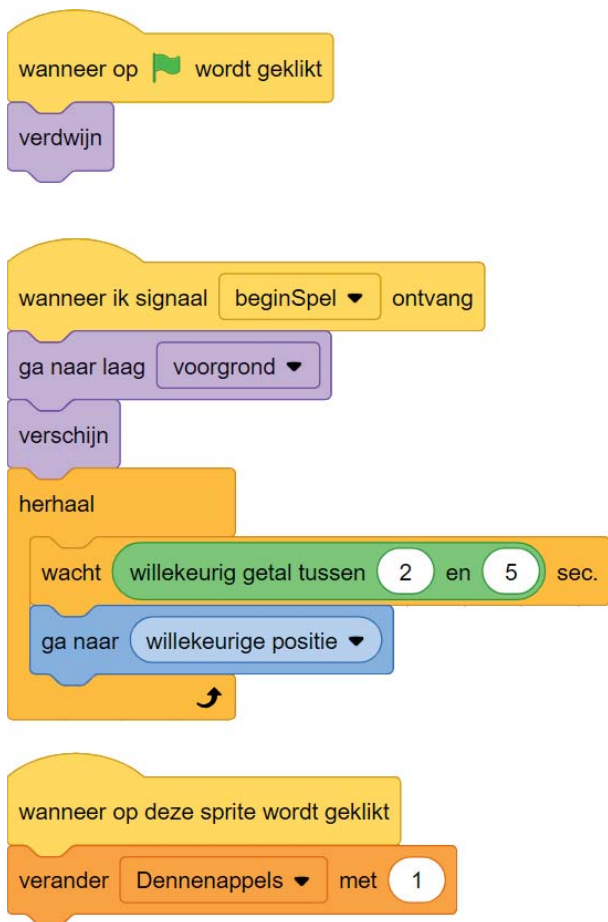 wanneer op wordt geklikt
verdwijn
wanneer ik signaal beginSpel ontvang
ga naar laag voorgrond
verschijn
herhaal
wacht willekeurig getal tussen 2 en 5 sec.
ga naar willekeurige positie
wanneer op deze sprite wordt geklikt
verander Dennenappels met 1